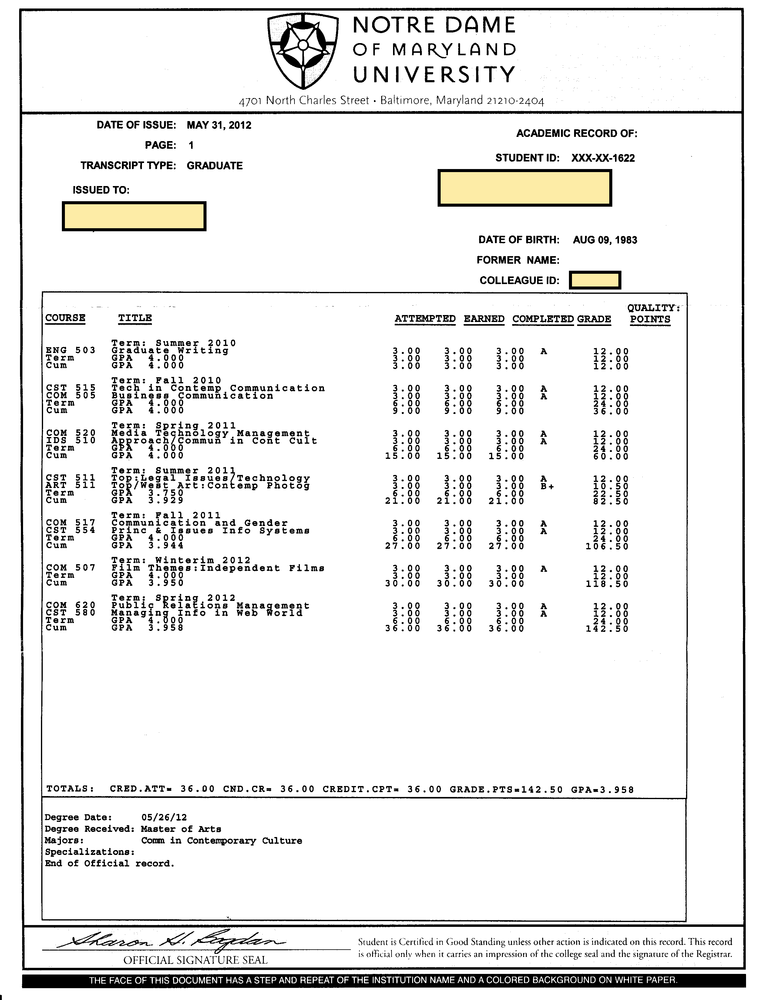 NOTRE DAME
OF MARYLAND
UNIVERSITY
4701 North Charles Street • Baltimore, Maryland 21210-2404
DATE OF ISSUE: MAY 31, 2012
PAGE: 1
TRANSCRIPT TYPE: GRADUATE
ISSUED TO:
ACADEMIC RECORD OF:
STUDENT ID: XXX-XX-1622
DATE OF BIRTH: AUG 09, 1983
FORMER NAME:
COLLEAGUE ID:
COURSE TITLE ATTEMPTED EARNED COMPLETED GRADE QUALITY: POINTS
Term: Summer 2010
ENG 503 Graduate Writing 3.00 3.00 3.00 A 12.00
Term GPA 4.000 3.00 3.00 3.00 12.00
Cum GPA 4.000 3.00 3.00 3.00 12.00
Term: Fall 2010
CST 515 Tech in Contemp Communication 3.00 3.00 3.00 A 12.00
COM 505 Business Communication 3.00 3.00 3.00 A 12.00
Term GPA 4.000 6.00 6.00 6.00 24.00
Cum GPA 4.000 9.00 9.00 9.00 36.00
Term: Spring 2011
COM 520 Media Technology Management 3.00 3.00 3.00 A 12.00
IDS 510 Approach/Commun in Cont Cult 3.00 3.00 3.00 A 12.00
Term GPA 4.000 6.00 6.00 6.00 24.00
Cum GPA 4.000 15.00 15.00 15.00 60.00
Term: Summer 2011
CST 511 Top:Legal Issues/Technology 3.00 3.00 3.00 A 12.00
ART 511 Top/West Art:Contemp Photog 3.00 3.00 3.00 B+ 10.50
Term GPA 3.750 6.00 6.00 6.00 22.50
Cum GPA 3.929 21.00 21.00 21.00 82.50
Term: Fall 2011
COM 517 Communication and Gender 3.00 3.00 3.00 A 12.00
CST 554 Princ & Issues Info Systems 3.00 3.00 3.00 A 12.00
Term GPA 4.000 6.00 6.00 6.00 24.00
Cum GPA 3.944 27.00 27.00 27.00 106.50
Term: Winterim 2012
COM 507 Film Themes:Independent Films 3.00 3.00 3.00 A 12.00
Term GPA 4.000 3.00 3.00 3.00 12.00
Cum GPA 3.950 30.00 30.00 30.00 118.50
Term: Spring 2012
COM 620 Public Relations Management 3.00 3.00 3.00 A 12.00
CST 580 Managing Info in Web World 3.00 3.00 3.00 A 12.00
Term GPA 4.000 6.00 6.00 6.00 24.00
Cum GPA 3.958 36.00 36.00 36.00 142.50
TOTALS: CRED.ATT= 36.00 CND.CR= 36.00 CREDIT.CPT= 36.00 GRADE.PTS=142.50 GPA=3.958
Degree Date: 05/26/12
Degree Received: Master of Arts
Majors: Comm in Contemporary Culture
Specializations:
End of Official record.
Sharon H. Bogdan
OFFICIAL SIGNATURE SEAL
Student is Certified in Good Standing unless other action is indicated on this record. This record
is official only when it carries an impression of the college seal and the signature of the Registrar.
THE FACE OF THIS DOCUMENT HAS A STEP AND REPEAT OF THE INSTITUTION NAME AND A COLORED BACKGROUND ON WHITE PAPER.